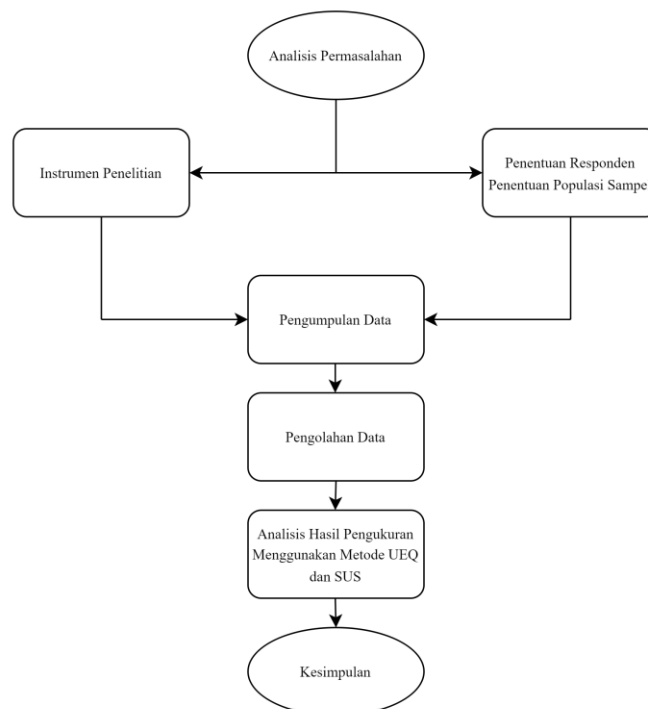 Analisis Permasalahan
Instrumen Penelitian
Penentuan Responden
Penentuan Populasi Sampe
Pengumpulan Data
Pengolahan Data
Analisis Hasil Pengukuran
Menggunakan Metode UEQ
dan SUS
Kesimpulan